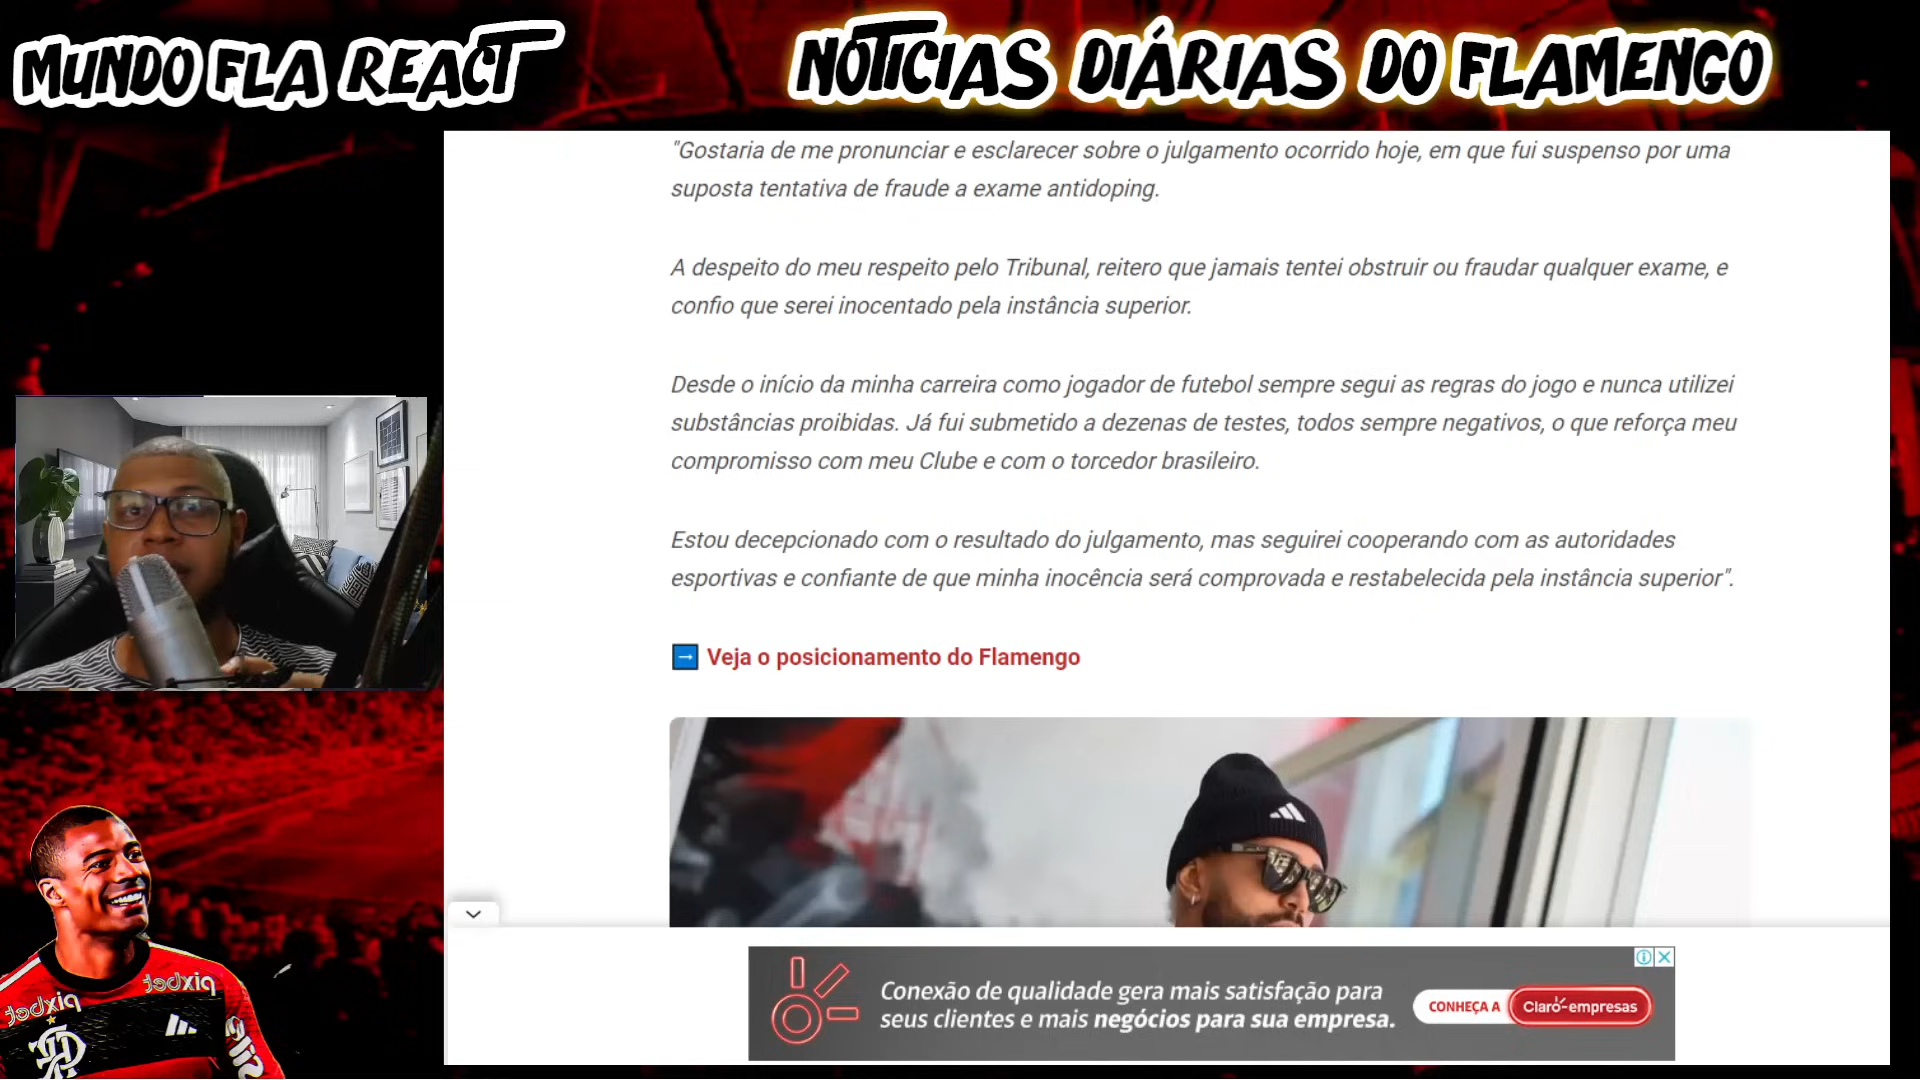 MUNDO FLA REACT
NOTICIAS DIÁRIAS DO FLAMENGO
"Gostaria de me pronunciar e esclarecer sobre o julgamento ocorrido hoje, em que fui suspenso por uma
suposta tentativa de fraude a exame antidoping.
A despeito do meu respeito pelo Tribunal, reitero que jamais tentei obstruir ou fraudar qualquer exame, e
confio que serei inocentado pela instância superior.
Desde o início da minha carreira como jogador de futebol sempre segui as regras do jogo e nunca utilizei
substâncias proibidas. Já fui submetido a dezenas de testes, todos sempre negativos, o que reforça meu
compromisso com meu Clube e com o torcedor brasileiro.
Estou decepcionado com o resultado do julgamento, mas seguirei cooperando com as autoridades
esportivas e confiante de que minha inocência será comprovada e restabelecida pela instância superior".
Veja o posicionamento do Flamengo
pixbet
pixbet
Conexão de qualidade gera mais satisfação para
seus clientes e mais negócios para sua empresa.
CONHEÇA A
Claro-empresas